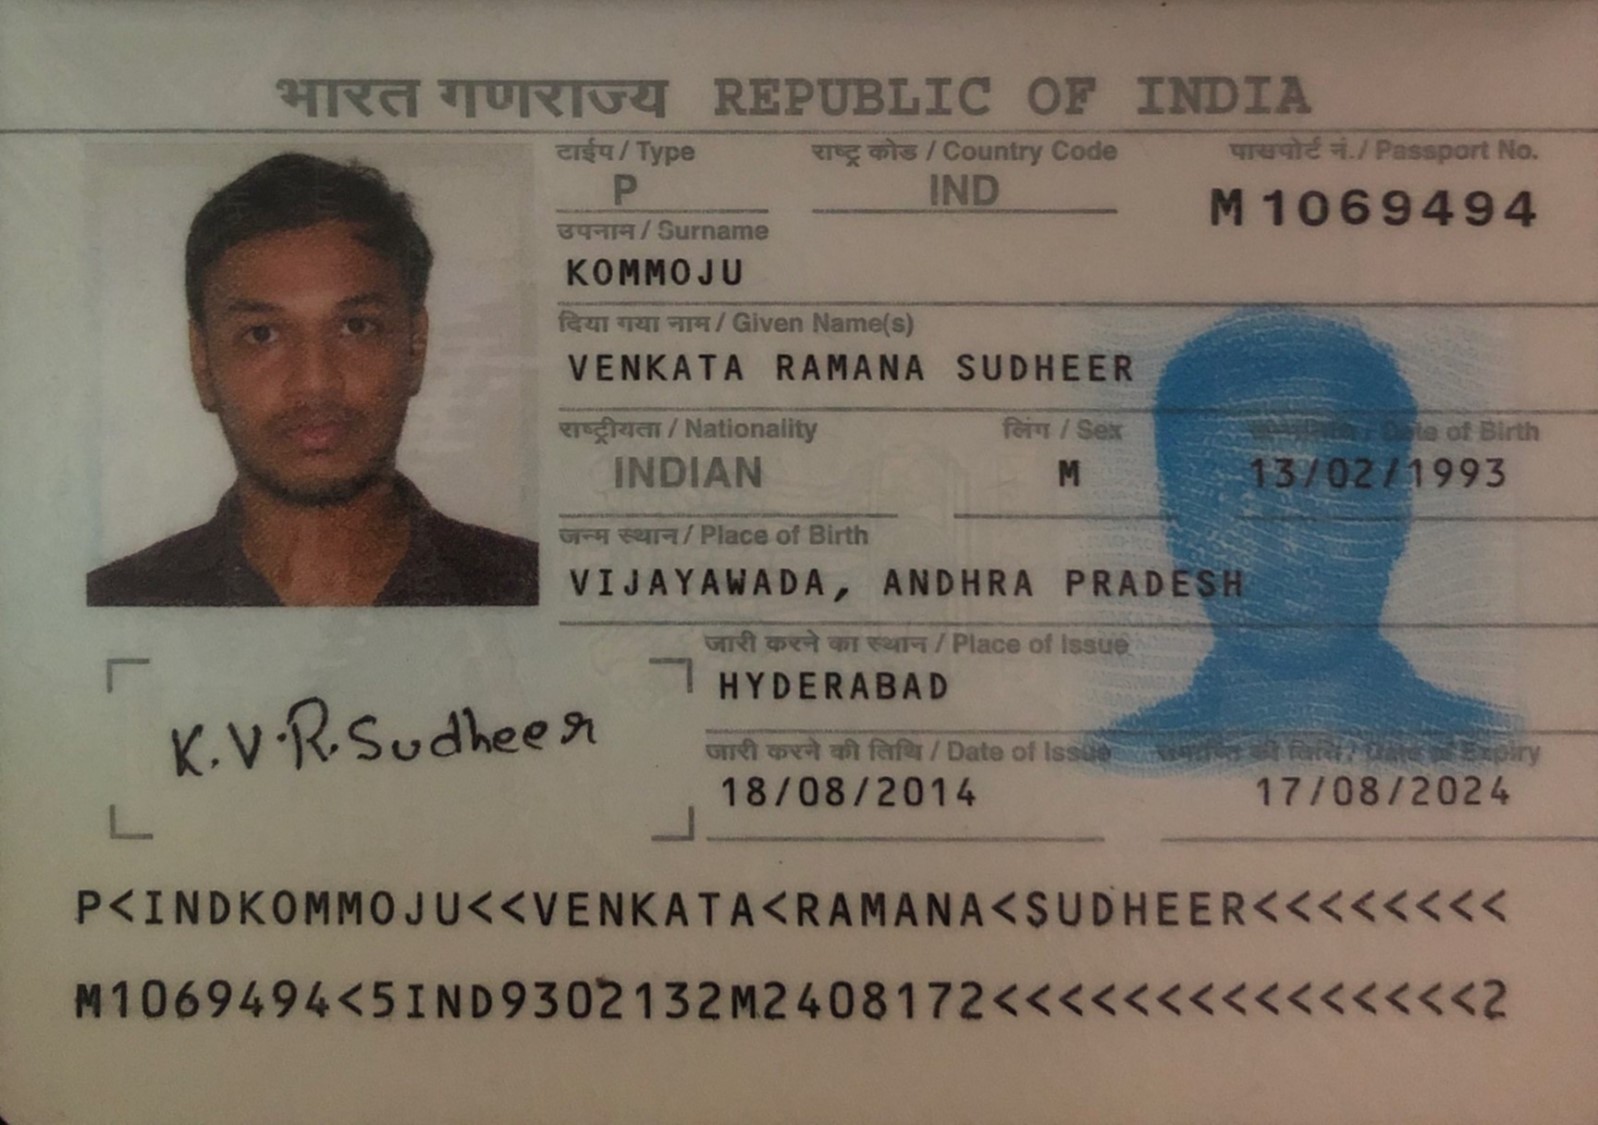 भारत गणराज्य REPUBLIC OF INDIA
टाईप / Type राष्ट्र कोड / Country Code पासपोर्ट नं. / Passport No.
P IND M1069494
उपनाम / Surname
KOMMOJU
दिया गया नाम / Given Name(s)
VENKATA RAMANA SUDHEER
राष्ट्रीयता / Nationality लिंग / Sex / Date of Birth
INDIAN M 13/02/1993
जन्म स्थान / Place of Birth
VIJAYAWADA, ANDHRA PRADESH
जारी करने का स्थान / Place of Issue
HYDERABAD
K.V.R.Sudheer
जारी करने की तिथि / Date of Issue समाप्ति की तिथि / Date of Expiry
18/08/2014 17/08/2024
P<INDKOMMOJU<<VENKATA<RAMANA<SUDHEER<<<<<<<<
M1069494<5IND9302132M2408172<<<<<<<<<<<<<<<2